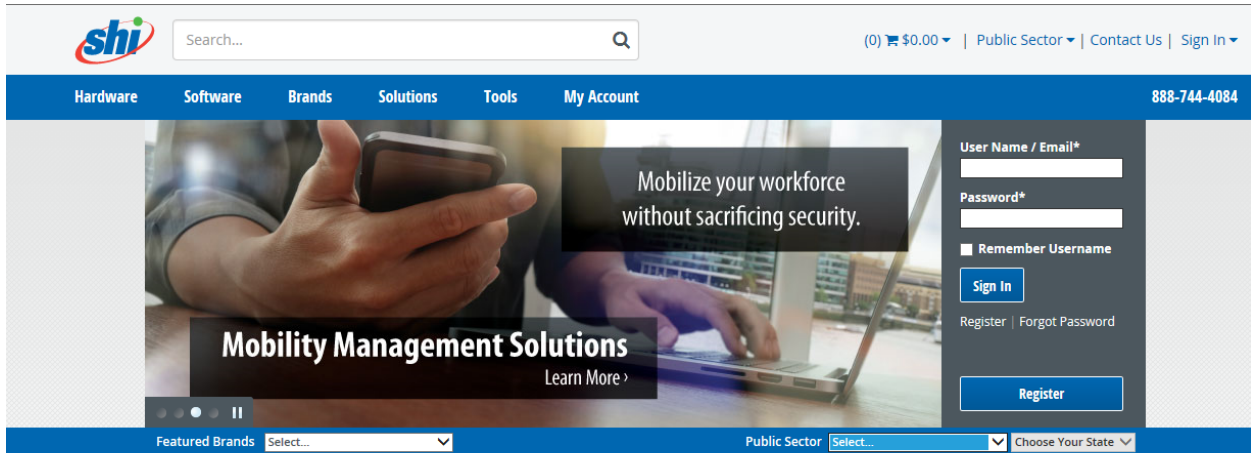 shi
Search...
(0) $0.00 | Public Sector | Contact Us | Sign In
Hardware Software Brands Solutions Tools My Account 888-744-4084
Mobilize your workforce
without sacrificing security.
Mobility Management Solutions
Learn More ›
User Name / Email*
Password*
Remember Username
Sign In
Register | Forgot Password
Register
Featured Brands Select... Public Sector Select... Choose Your State